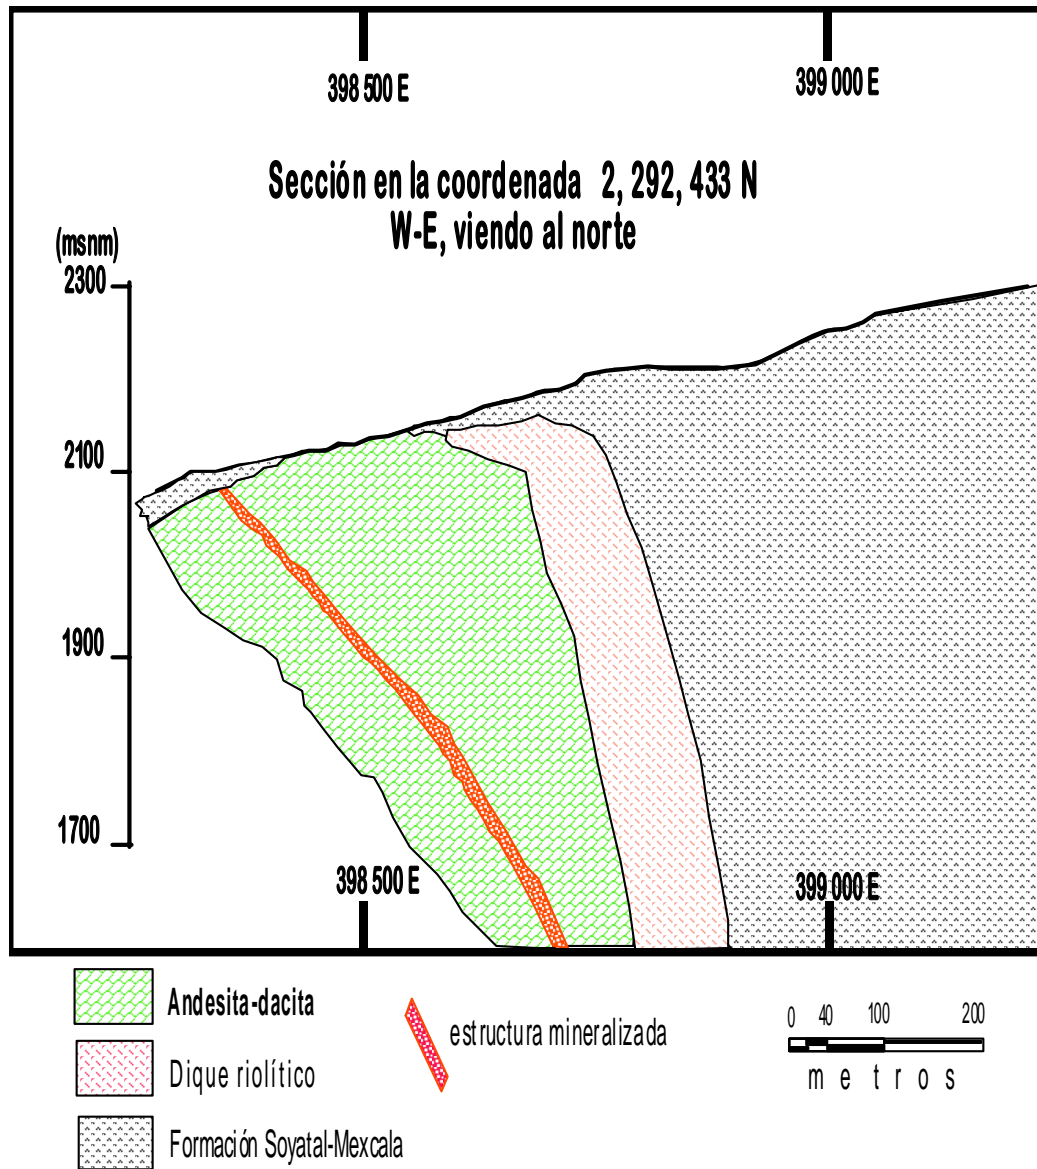 398 500 E
399 000 E
Sección en la coordenada 2, 292, 433 N
W-E, viendo al norte
(msnm)
2300
2100
1900
1700
398 500 E
399 000 E
Andesita-dacita
estructura mineralizada
0 40 100 200
metros
Dique riolítico
Formación Soyatal-Mexcala